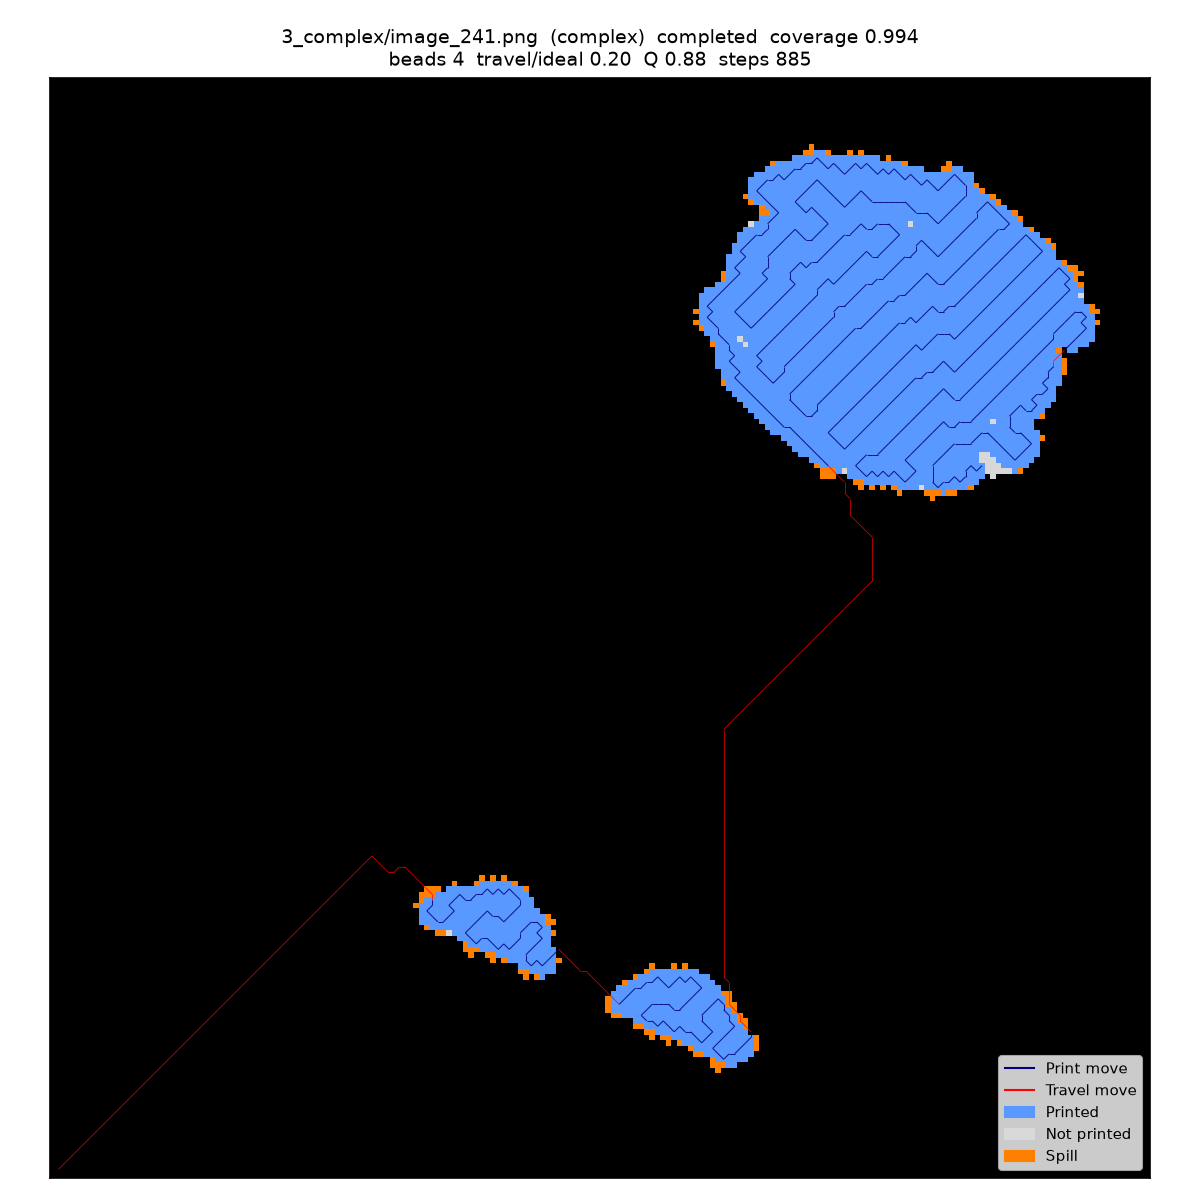 3_complex/image_241.png  (complex)  completed  coverage 0.994
beads 4  travel/ideal 0.20  Q 0.88  steps 885
Print move
Travel move
Printed
Not printed
Spill